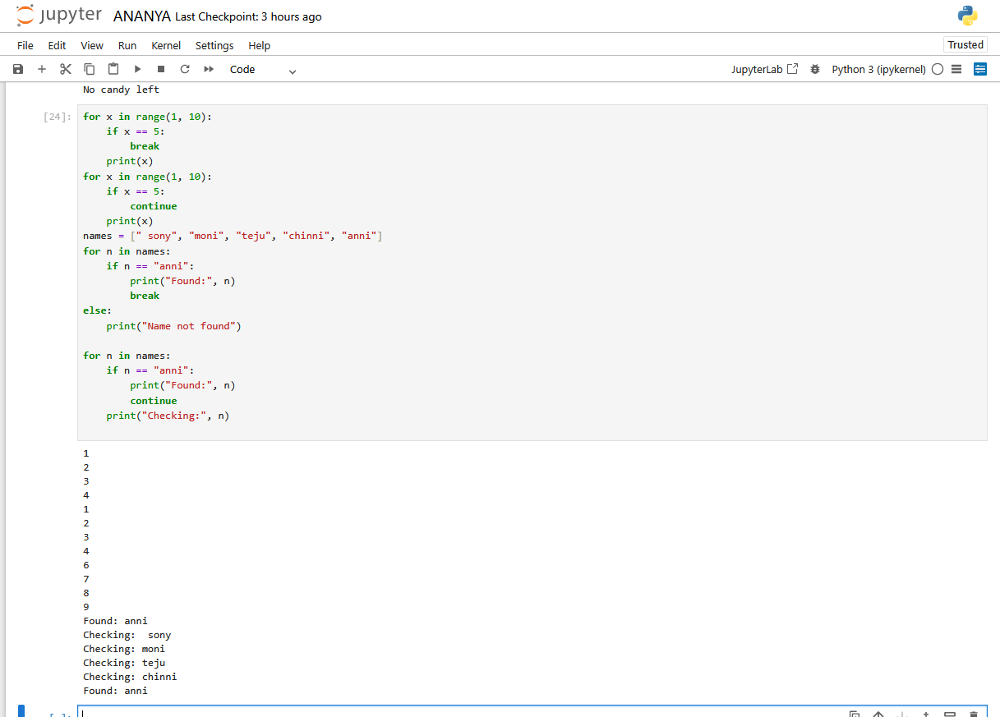 jupyter ANANYA Last Checkpoint: 3 hours ago
File Edit View Run Kernel Settings Help Trusted
Code JupyterLab Python 3 (ipykernel)
No candy left
[24]:
for x in range(1, 10):
    if x == 5:
        break
    print(x)
for x in range(1, 10):
    if x == 5:
        continue
    print(x)
names = [" sony", "moni", "teju", "chinni", "anni"]
for n in names:
    if n == "anni":
        print("Found:", n)
        break
else:
    print("Name not found")

for n in names:
    if n == "anni":
        print("Found:", n)
        continue
    print("Checking:", n)
1
2
3
4
1
2
3
4
6
7
8
9
Found: anni
Checking:  sony
Checking: moni
Checking: teju
Checking: chinni
Found: anni
[ ]: